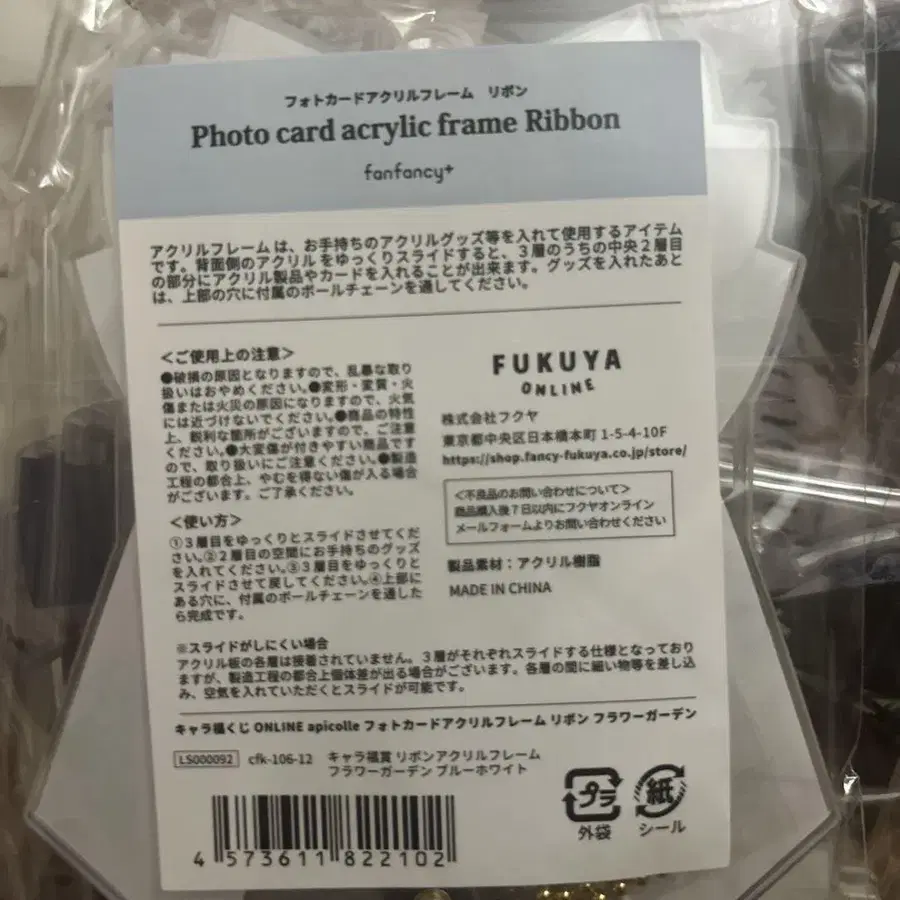 フォトカードアクリルフレーム リボン
Photo card acrylic frame Ribbon
fanfancy+
アクリルフレームは、お手持ちのアクリルグッズ等を入れて使用するアイテム
です。背面側のアクリルをゆっくりスライドすると、3層のうちの中央2層目
の部分にアクリル製品やカードを入れることが出来ます。グッズを入れたあと
は、上部の穴に付属のボールチェーンを通してください。
＜ご使用上の注意＞
●破損の原因となりますので、乱暴な取り
扱いはおやめください。●変形・変質・火
傷または火災の原因になりますので、火気
には近づけないでください。●商品の特性
上、鋭利な箇所がございますので、ご注意
ください。●大変傷が付きやすい商品です
ので、取り扱いにご注意ください。●製造
工程の都合上、やむを得ない傷が入る場合
がございます。ご了承ください。
＜使い方＞
①3層目をゆっくりとスライドさせてくだ
さい。②2層目の空間にお手持ちのグッズ
を入れてください。③3層目をゆっくりと
スライドさせて戻してください。④上部に
ある穴に、付属のボールチェーンを通した
ら完成です。
FUKUYA
ONLINE
株式会社フクヤ
東京都中央区日本橋本町 1-5-4-10F
https://shop.fancy-fukuya.co.jp/store/
＜不良品のお問い合わせについて＞
商品購入後7日以内にフクヤオンライン
メールフォームよりお問い合わせください
製品素材：アクリル樹脂
MADE IN CHINA
※スライドがしにくい場合
アクリル板の各層は接着されていません。3層がそれぞれスライドする仕様となっており
ますが、製造工程の都合上個体差が出る場合がございます。各層の間に細い物等を差し込
み、空気を入れていただくとスライドが可能です。
キャラ福くじ ONLINE apicolle フォトカードアクリルフレーム リボン フラワーガーデン
LS000092 cfk-106-12 キャラ福賞 リボンアクリルフレーム
フラワーガーデン ブルーホワイト
4 573611 822102
プラ
外袋
紙
シール